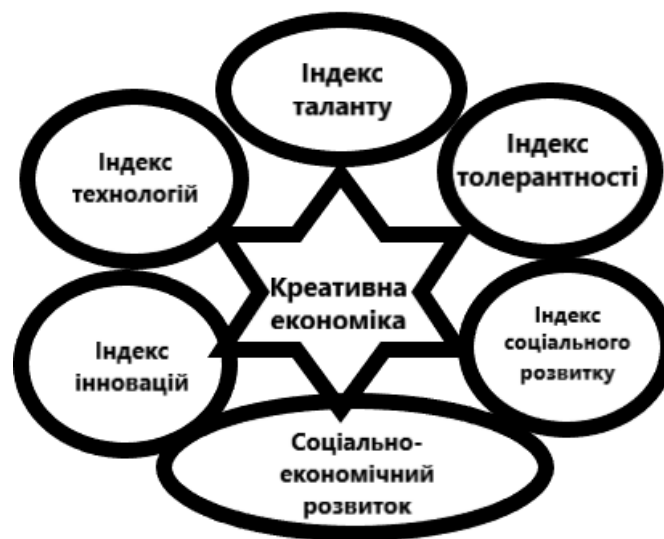 Індекс
таланту
Індекс
технологій
Індекс
толерантності
Креативна
економіка
Індекс
інновацій
Індекс
соціального
розвитку
Соціально-
економічний
розвиток